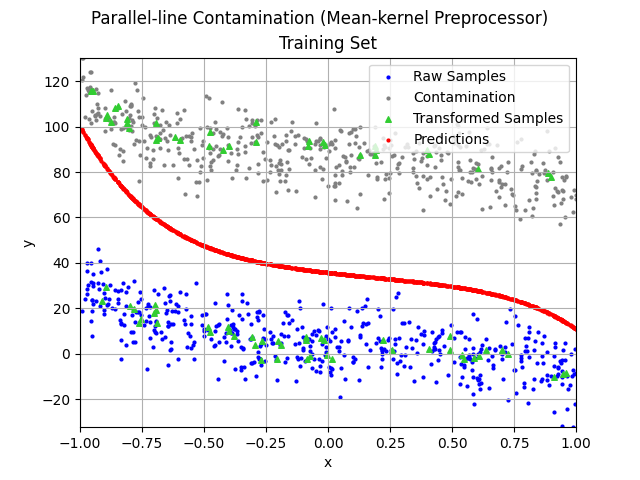 Parallel-line Contamination (Mean-kernel Preprocessor)
Training Set
Raw Samples
Contamination
Transformed Samples
Predictions
y
120
100
80
60
40
20
0
−20
−1.00 −0.75 −0.50 −0.25 0.00 0.25 0.50 0.75 1.00
x